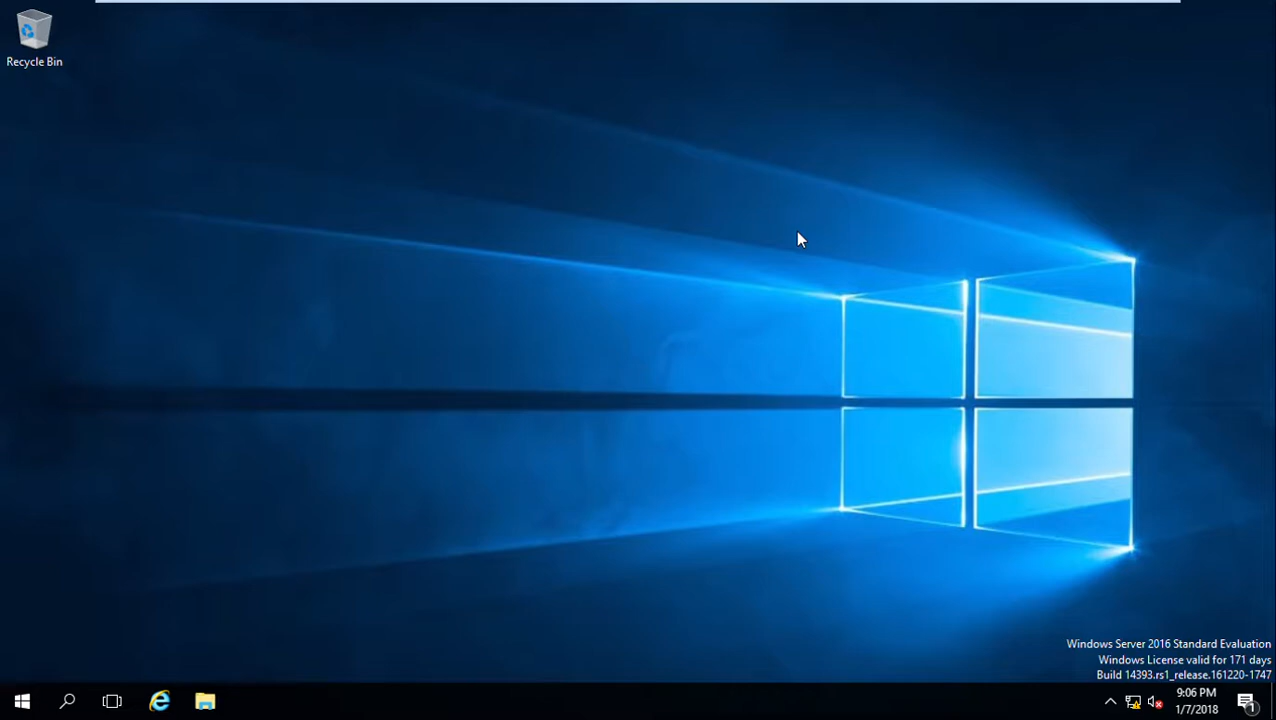 Recycle Bin
Windows Server 2016 Standard Evaluation
Windows License valid for 171 days
Build 14393.rs1_release.161220-1747
9:06 PM
1/7/2018
1